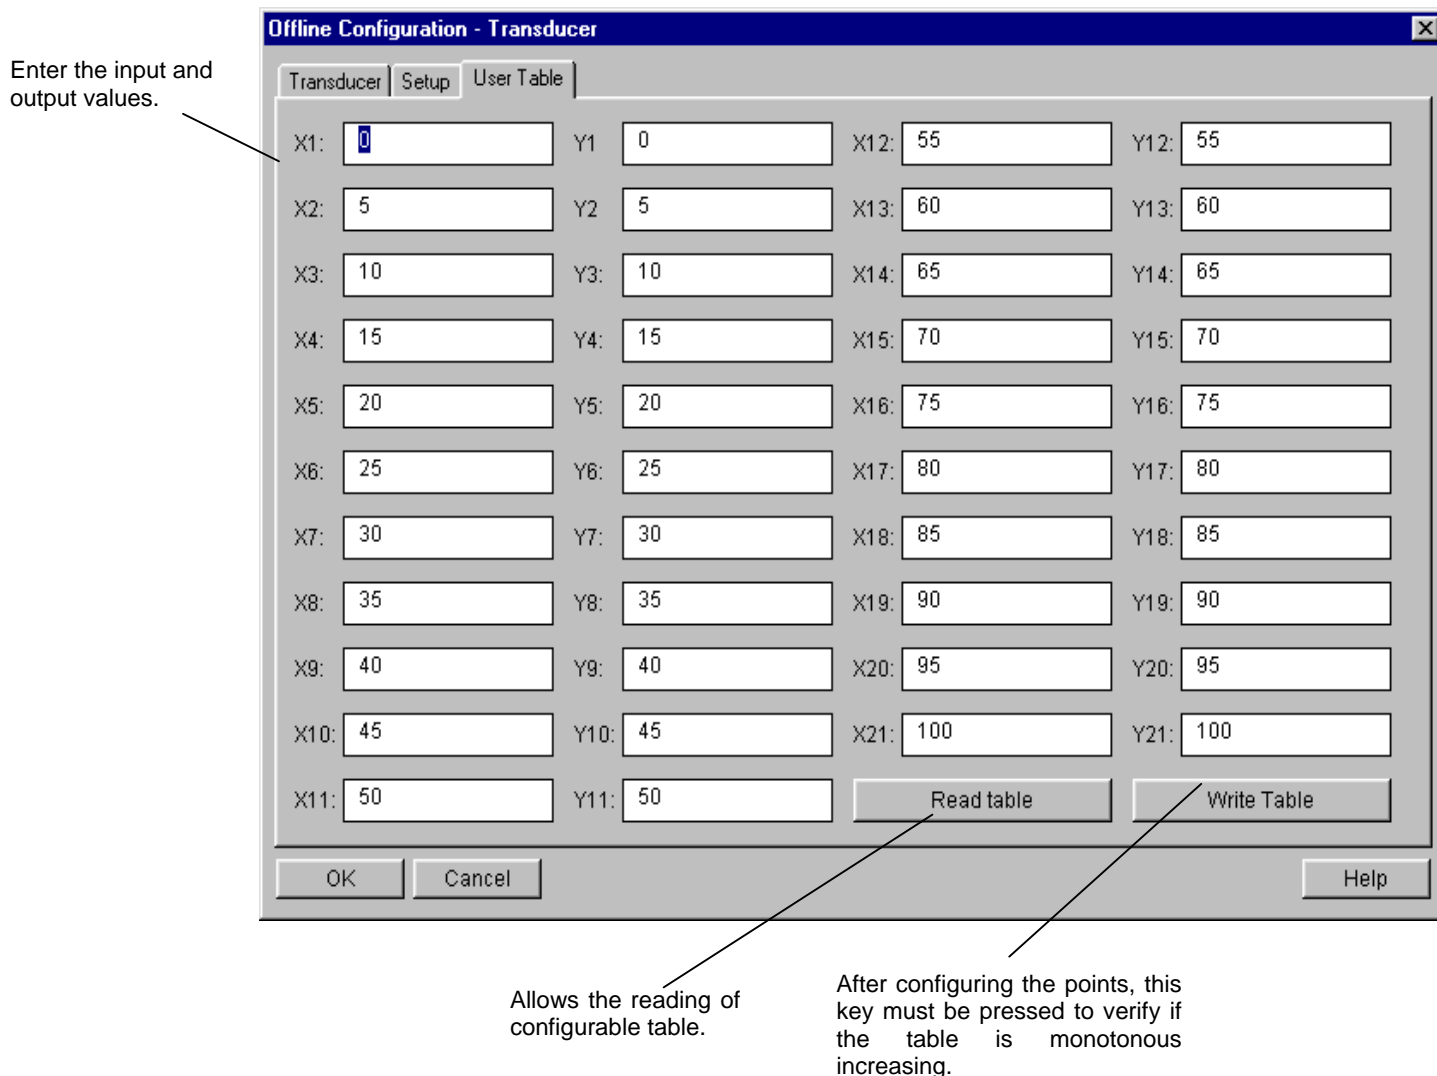 Offline Configuration - Transducer
Enter the input and
output values.
Transducer Setup User Table
X1: 0 Y1 0 X12: 55 Y12: 55
X2: 5 Y2 5 X13: 60 Y13: 60
X3: 10 Y3: 10 X14: 65 Y14: 65
X4: 15 Y4: 15 X15: 70 Y15: 70
X5: 20 Y5: 20 X16: 75 Y16: 75
X6: 25 Y6: 25 X17: 80 Y17: 80
X7: 30 Y7: 30 X18: 85 Y18: 85
X8: 35 Y8: 35 X19: 90 Y19: 90
X9: 40 Y9: 40 X20: 95 Y20: 95
X10: 45 Y10: 45 X21: 100 Y21: 100
X11: 50 Y11: 50 Read table Write Table
OK Cancel Help
Allows the reading of
configurable table.
After configuring the points, this
key must be pressed to verify if
the table is monotonous
increasing.